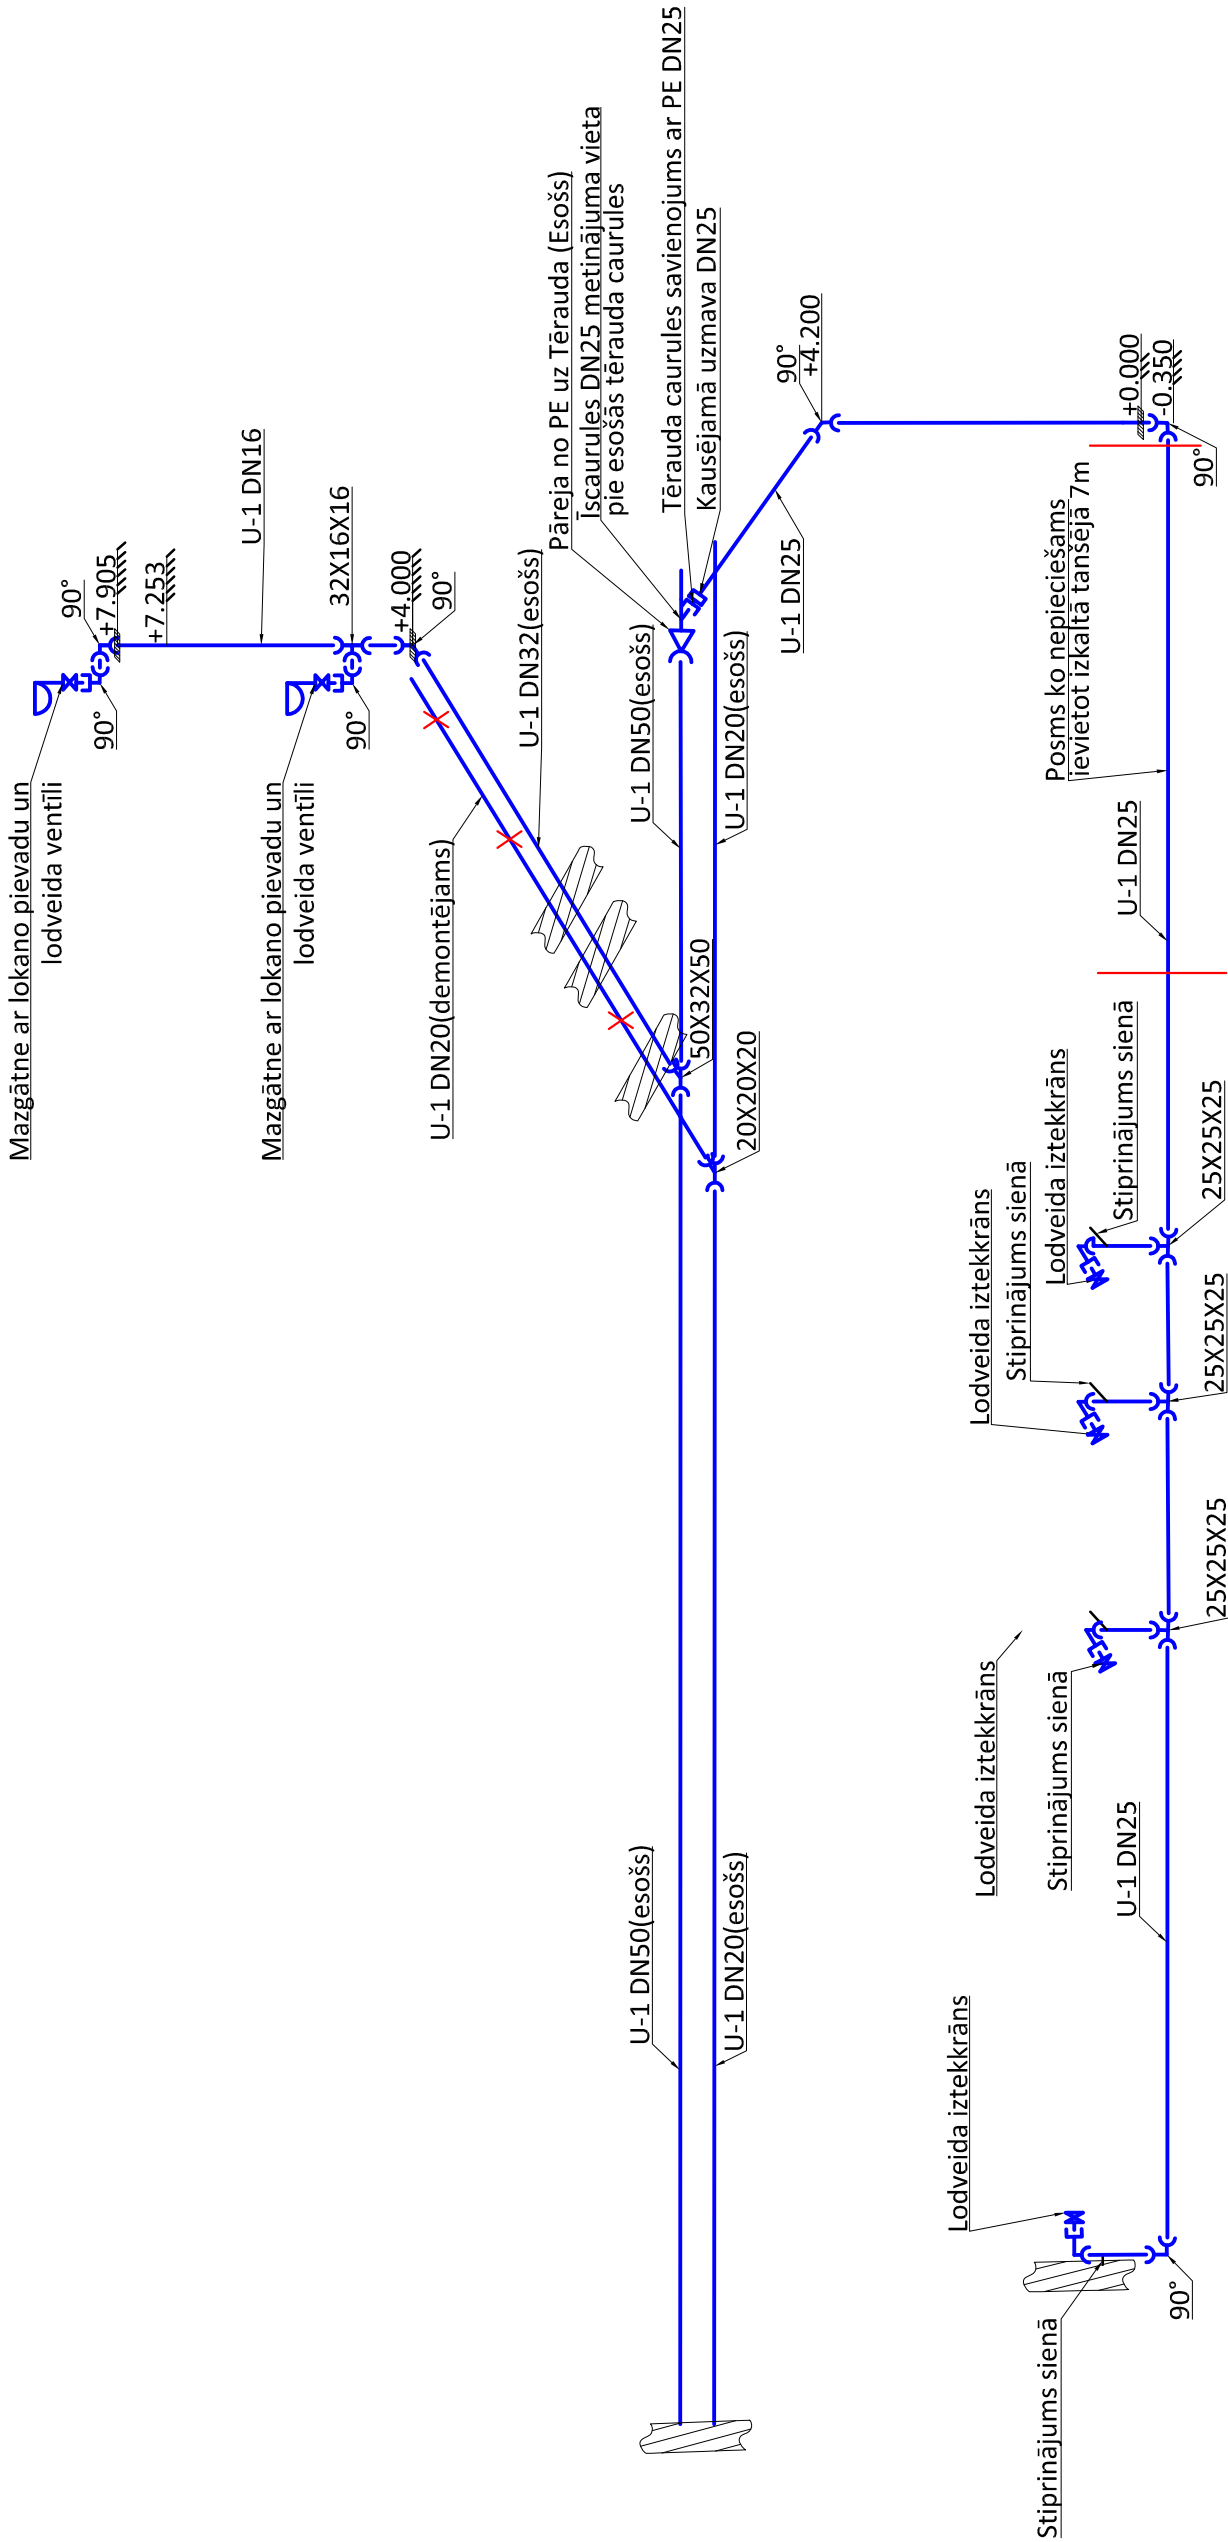 Mazgātne ar lokano pievadu un
lodveida ventīli
90°
+7.905
+7.253
90°
U-1 DN16
Mazgātne ar lokano pievadu un
lodveida ventīli
32X16X16
90°
+4.000
90°
U-1 DN20(demontējams)
U-1 DN32(esošs)
Pāreja no PE uz Tērauda (Esošs)
Īscaurules DN25 metinājuma vieta
pie esošās tērauda caurules
Tērauda caurules savienojums ar PE DN25
Kausējamā uzmava DN25
U-1 DN50(esošs)
U-1 DN20(esošs)
50X32X50
20X20X20
U-1 DN25
90°
+4.200
+0.000
-0.350
90°
Posms ko nepieciešams
ievietot izkaltā tanšējā 7m
U-1 DN25
Stiprinājums sienā
Lodveida iztekkrāns
25X25X25
Stiprinājums sienā
Lodveida iztekkrāns
25X25X25
Lodveida iztekkrāns
Stiprinājums sienā
25X25X25
U-1 DN25
U-1 DN50(esošs)
U-1 DN20(esošs)
Lodveida iztekkrāns
Stiprinājums sienā
90°